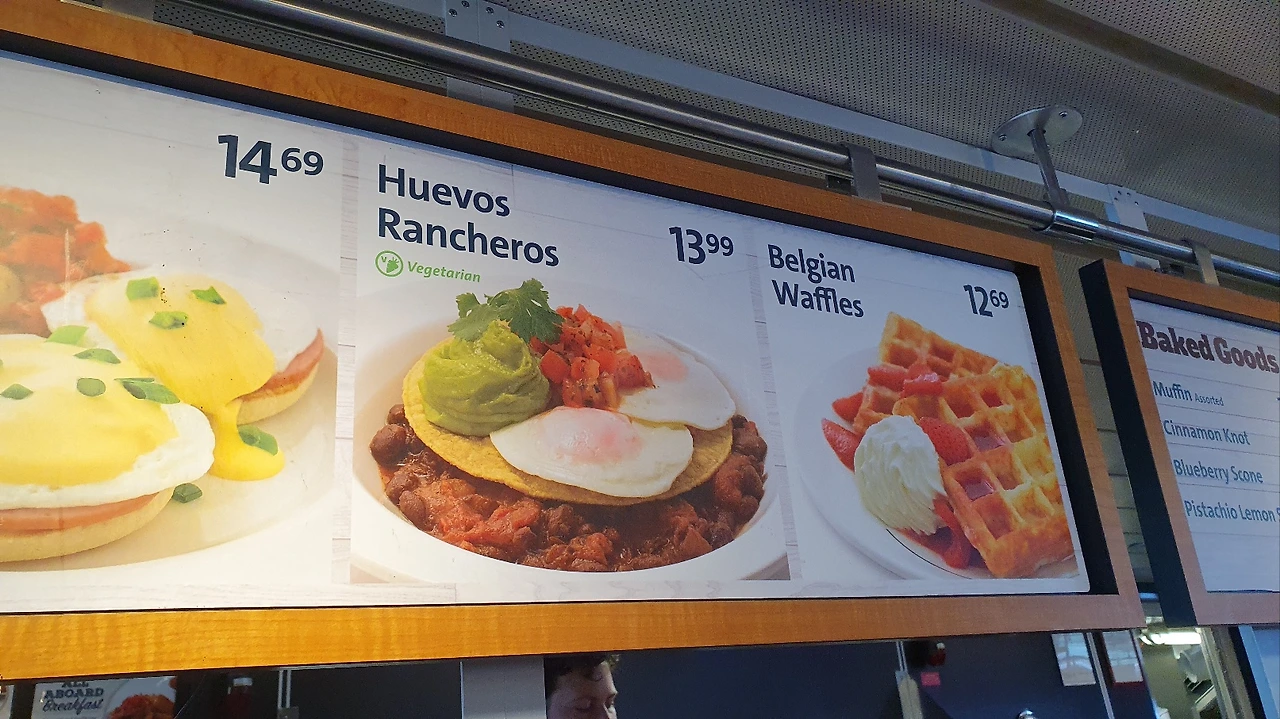 14 69
Huevos
Rancheros
13 99
Vegetarian
Belgian
Waffles
12 69
Baked Goods
Muffin Assorted
Cinnamon Knot
Blueberry Scone
Pistachio Lemon
ALL
ABOARD
Breakfast